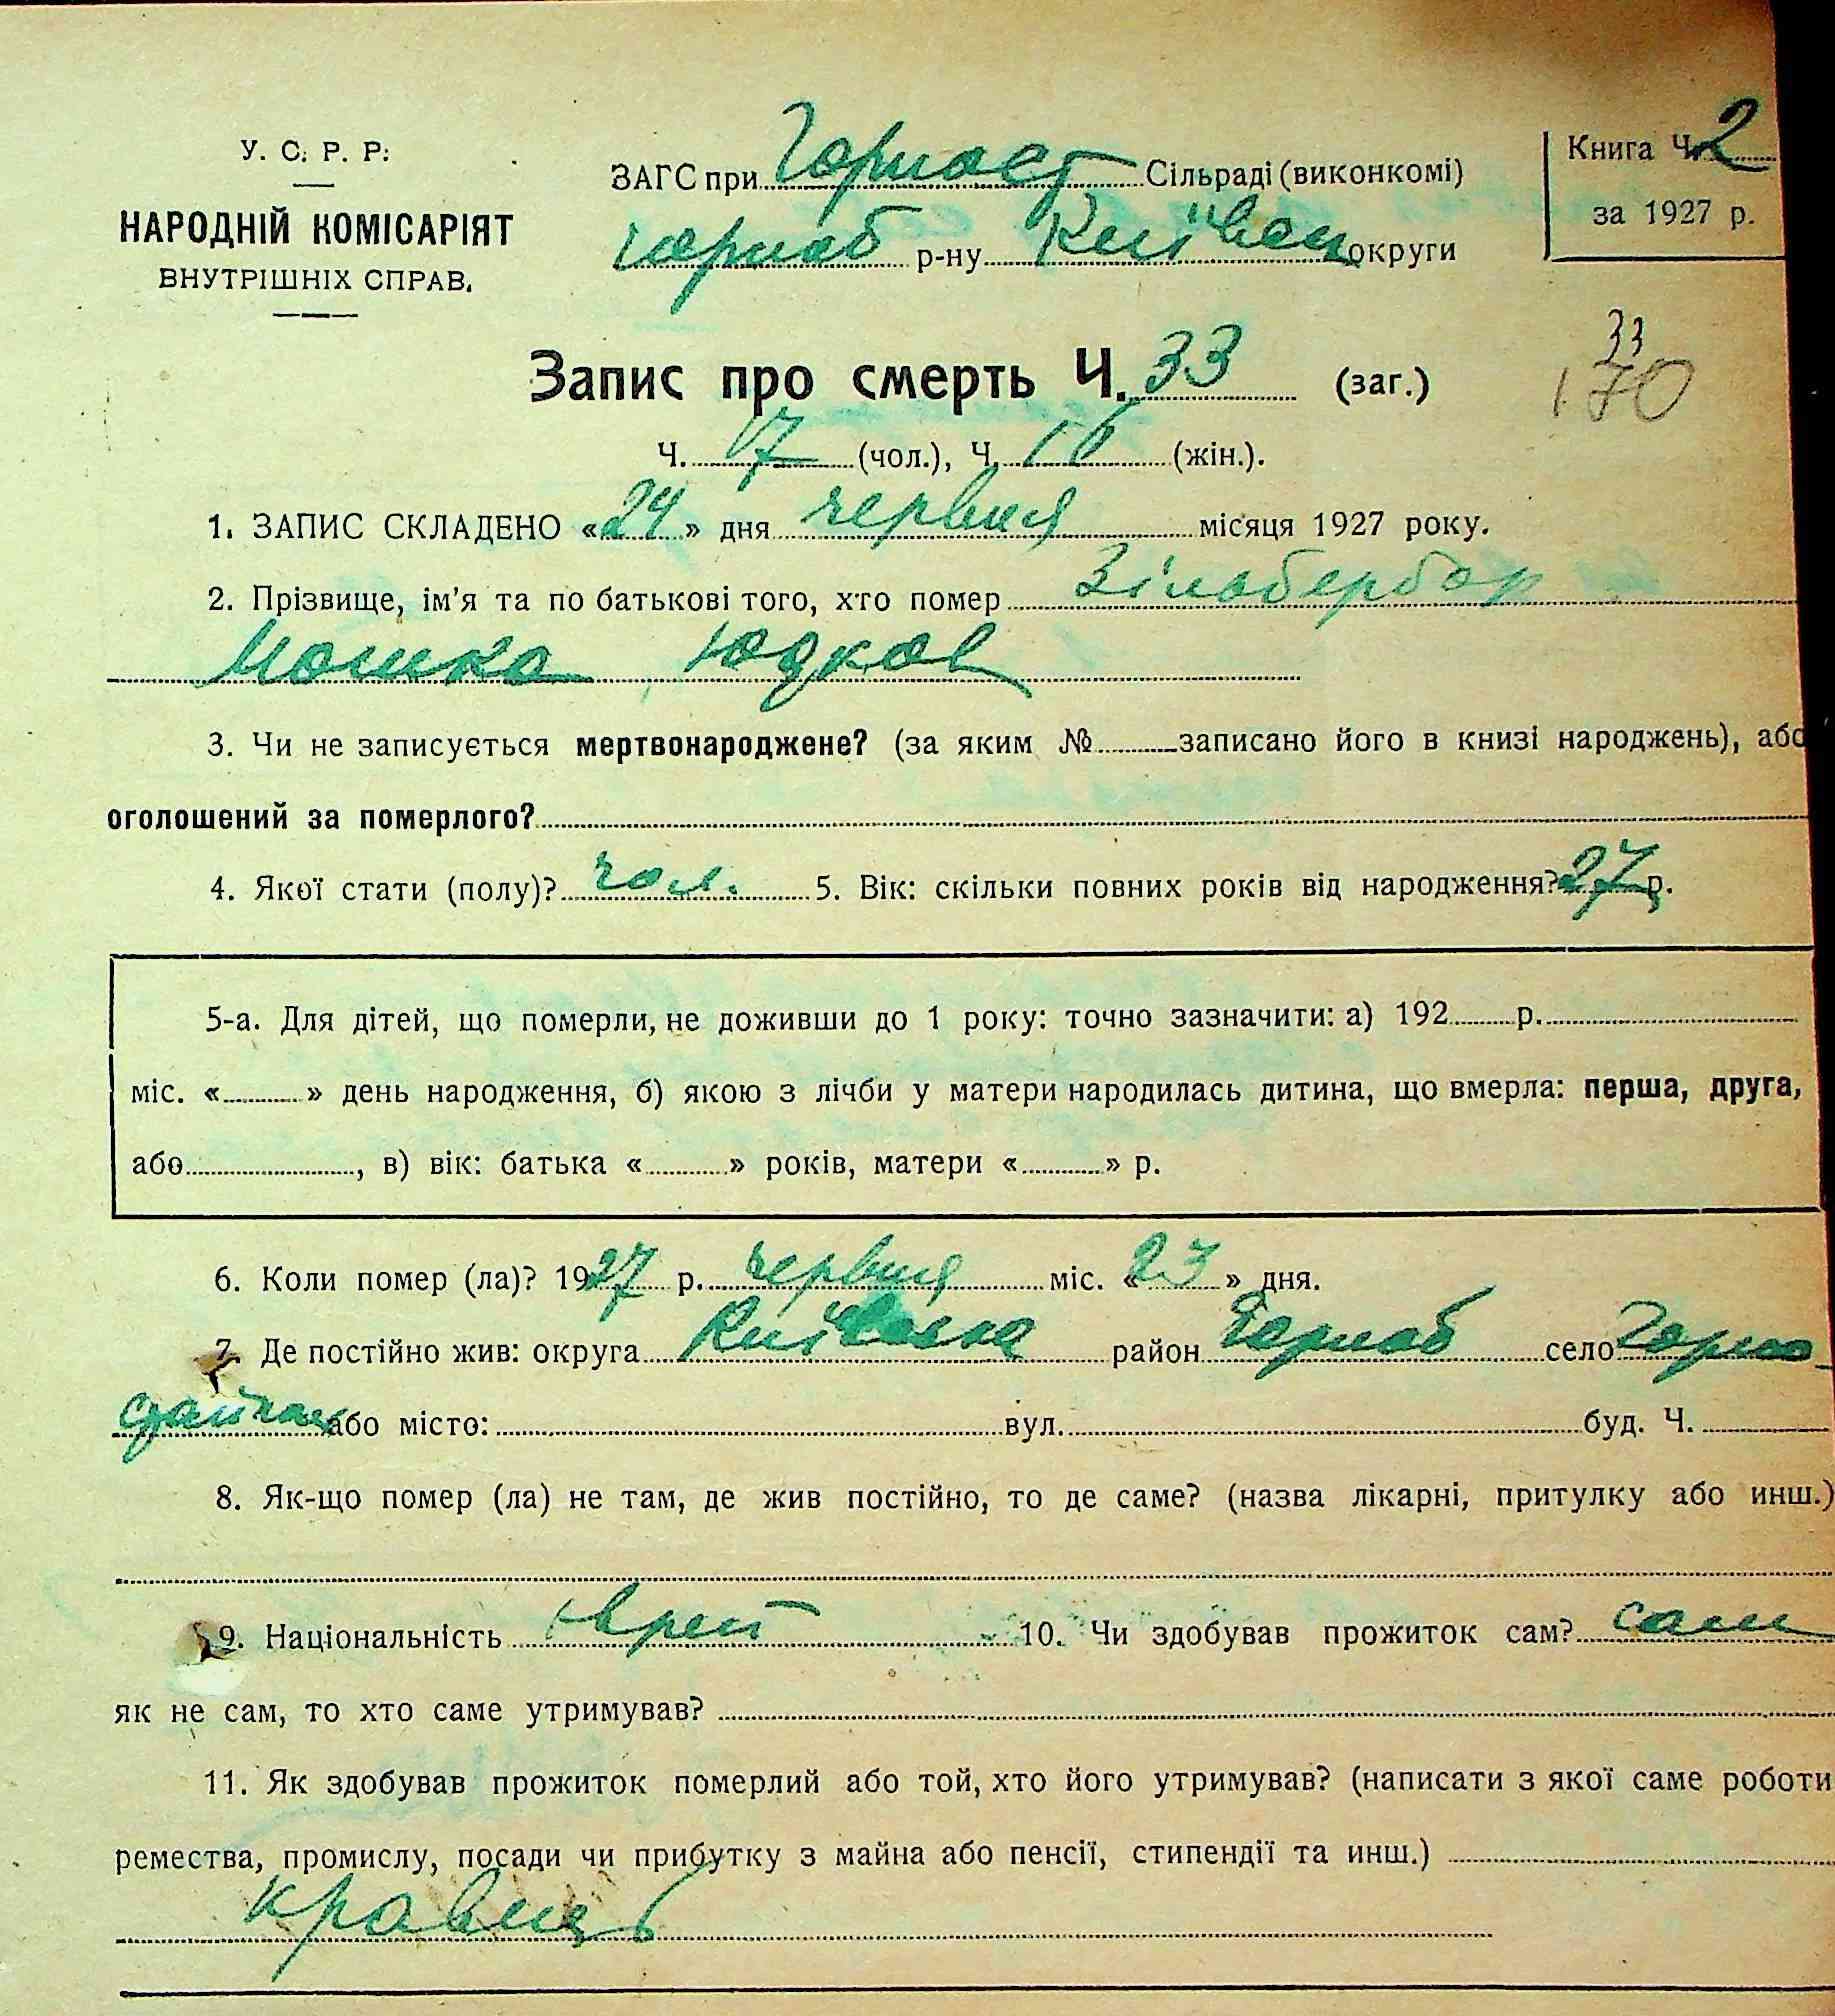 У. С. Р. Р.
НАРОДНІЙ КОМІСАРІЯТ
ВНУТРІШНІХ СПРАВ.
ЗАГС при Горност Сільраді (виконкомі)
р-ну Київськ округи
Книга Ч. 2
за 1927 р.
Запис про смерть Ч. 33 (заг.)
33
170
Ч. 17 (чол.), Ч. 16 (жін.).
1. ЗАПИС СКЛАДЕНО «24» дня червня місяця 1927 року.
2. Прізвище, ім'я та по батькові того, хто помер Зільбербор
Мошко Юдков
3. Чи не записується мертвонароджене? (за яким № записано його в книзі народжень), або
оголошений за померлого?
4. Якої стати (полу)? чол. 5. Вік: скільки повних років від народження? 27 р.
5-а. Для дітей, що померли, не доживши до 1 року: точно зазначити: а) 192 р.
міс. « » день народження, б) якою з лічби у матери народилась дитина, що вмерла: перша, друга,
або , в) вік: батька « » років, матери « » р.
6. Коли помер (ла)? 1927 р. червня міс. «23» дня.
7. Де постійно жив: округа Київська район село Горно
стайпол або місто: вул. буд. Ч.
8. Як-що помер (ла) не там, де жив постійно, то де саме? (назва лікарні, притулку або инш.)
9. Національність Єврей 10. Чи здобував прожиток сам? сам
як не сам, то хто саме утримував?
11. Як здобував прожиток померлий або той, хто його утримував? (написати з якої саме роботи
ремества, промислу, посади чи прибутку з майна або пенсії, стипендії та инш.)
кравець